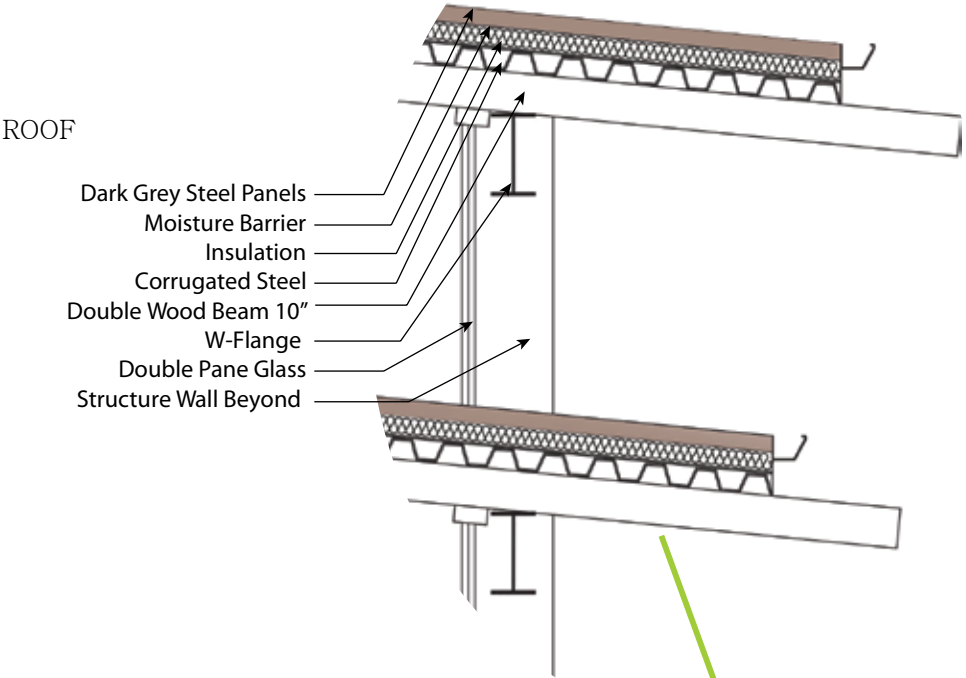 ROOF
Dark Grey Steel Panels
Moisture Barrier
Insulation
Corrugated Steel
Double Wood Beam 10”
W-Flange
Double Pane Glass
Structure Wall Beyond